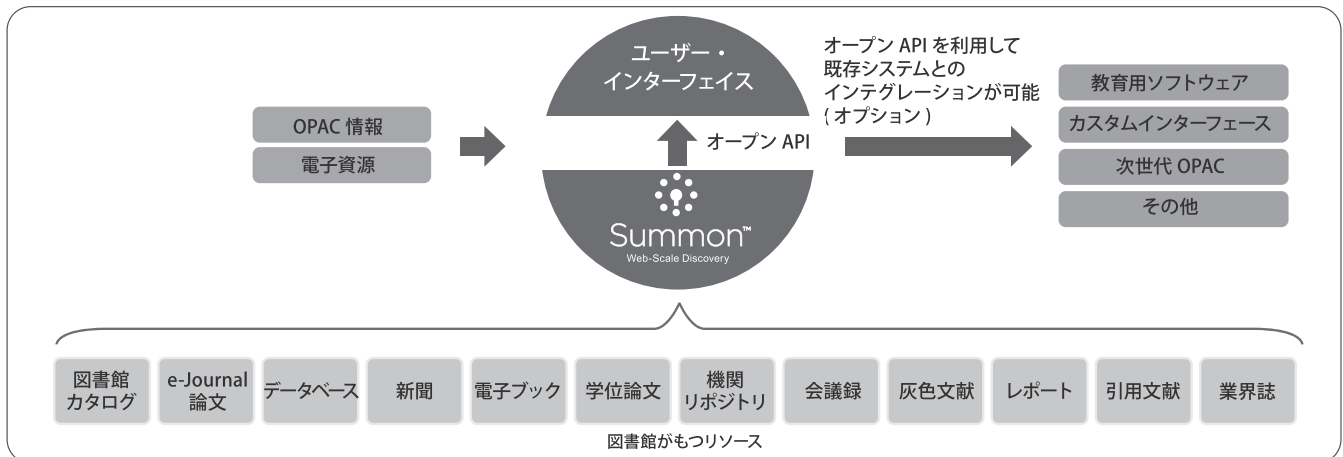 OPAC 情報
電子資源
ユーザー・
インターフェイス
オープン API
Summon™
Web-Scale Discovery
オープン API を利用して
既存システムとの
インテグレーションが可能
( オプション )
教育用ソフトウェア
カスタムインターフェース
次世代 OPAC
その他
図書館
カタログ
e-Journal
論文
データベース
新聞
電子ブック
学位論文
機関
リポジトリ
会議録
灰色文献
レポート
引用文献
業界誌
図書館がもつリソース